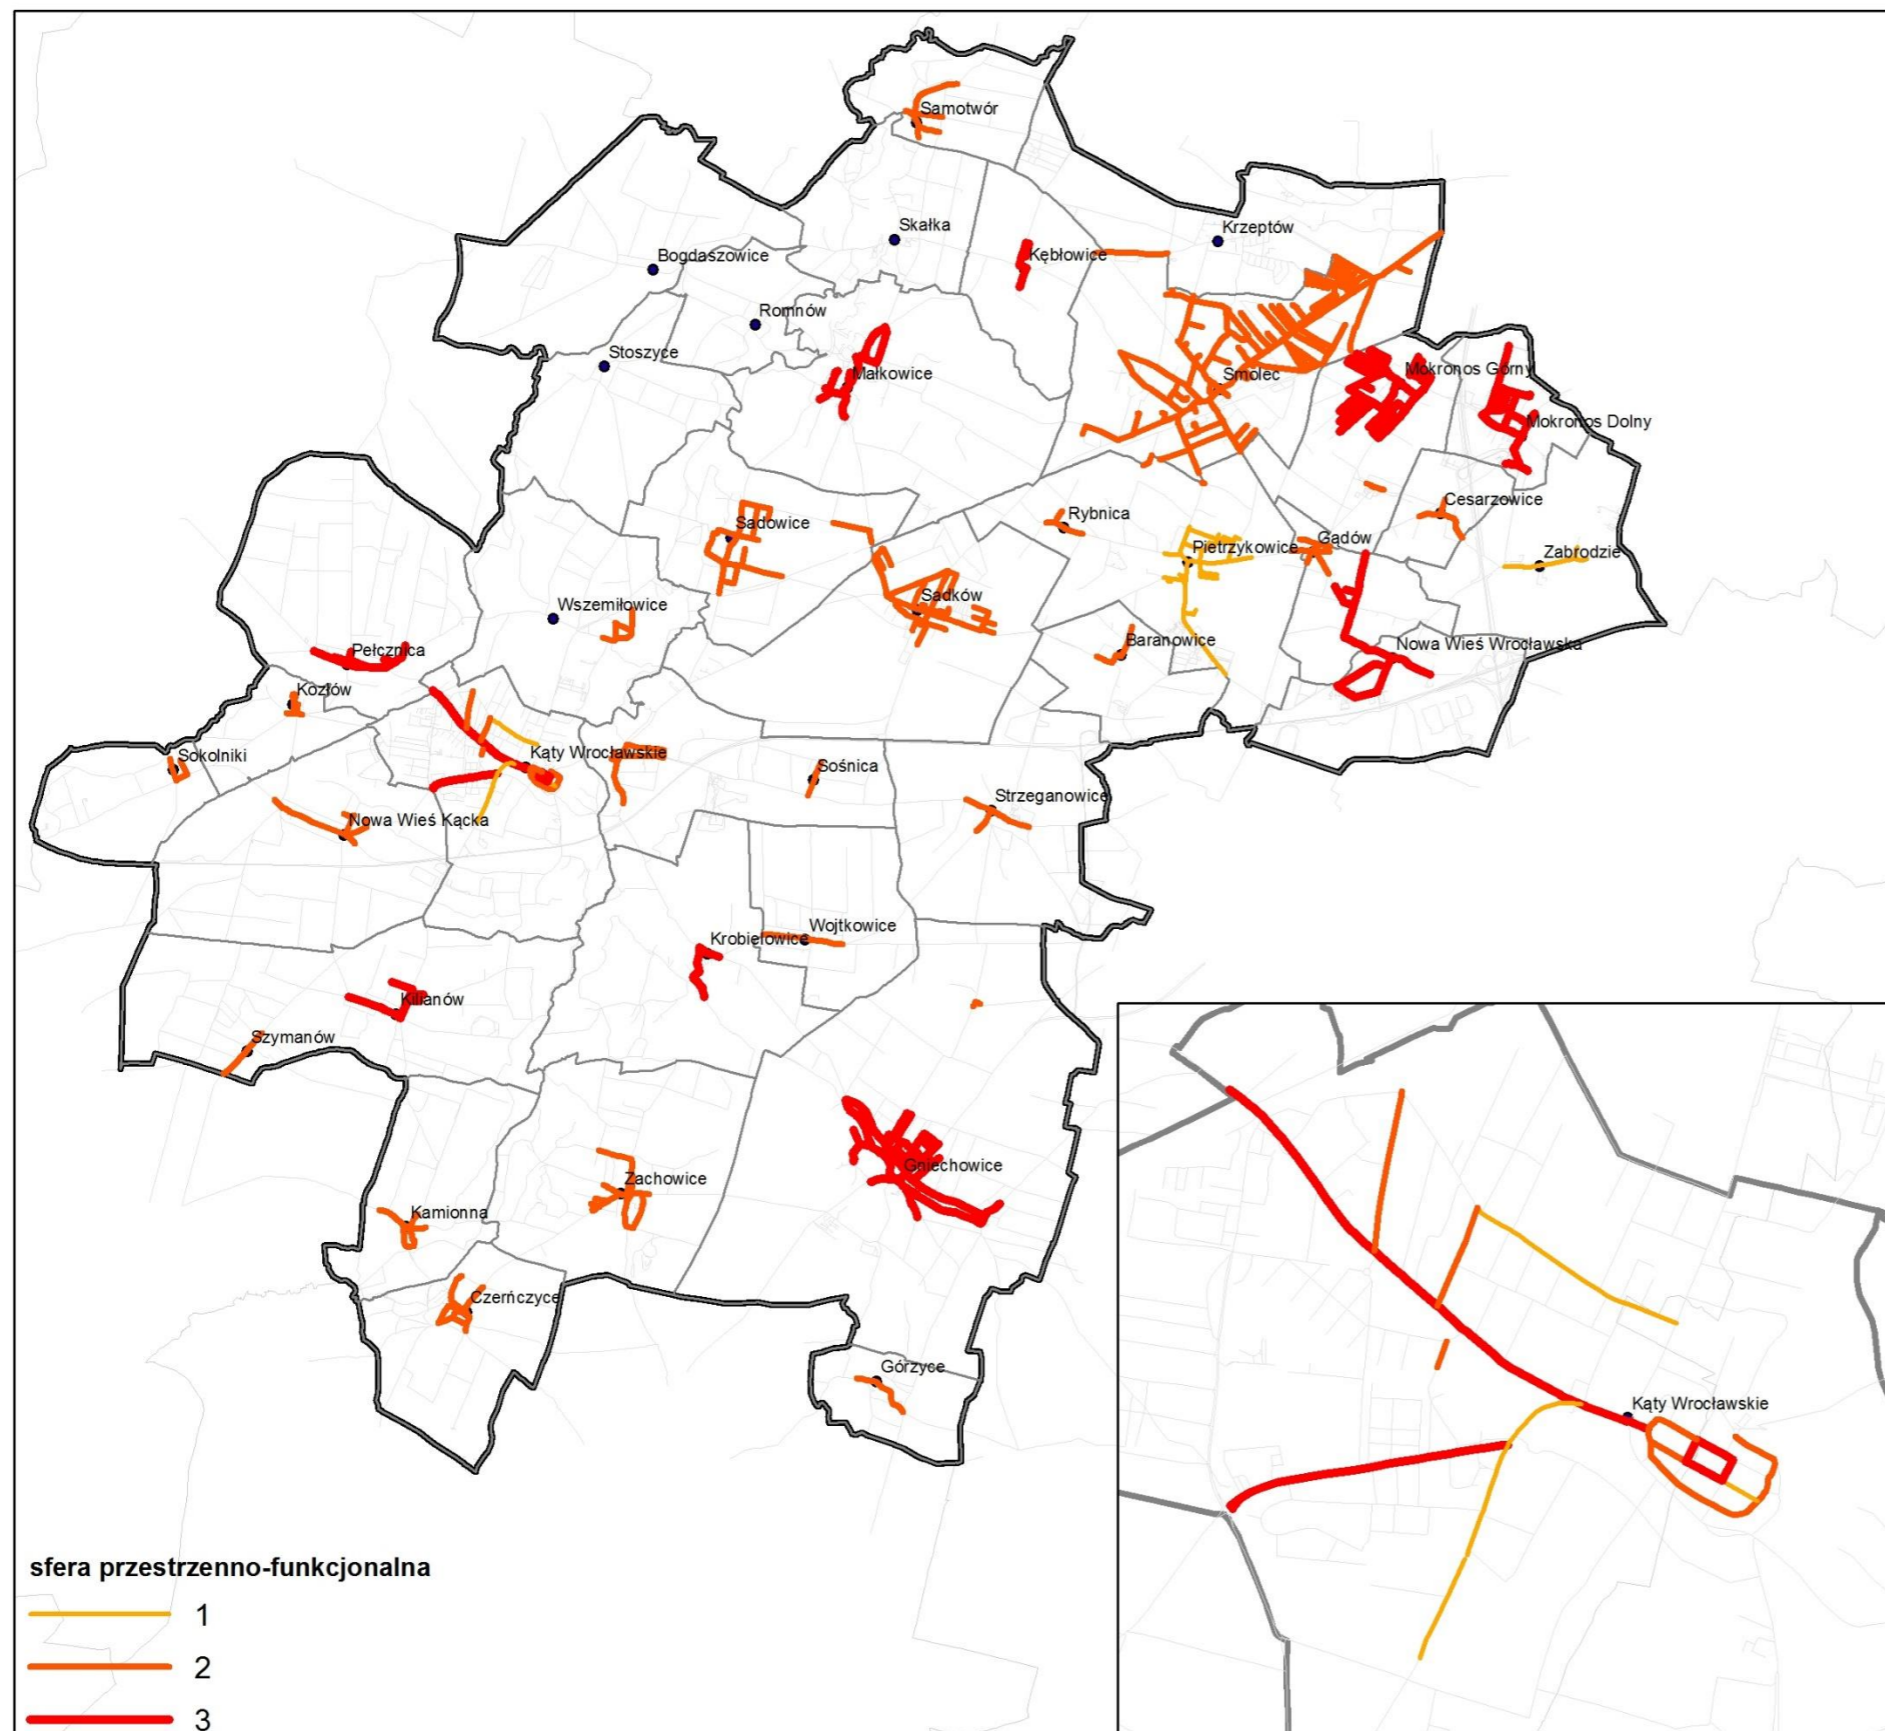 Samotwór
Skałka
Krzeptów
Bogdaszowice
Kębłowice
Romnów
Stoszyce
Małkowice
Smolec
Mokronos Górny
Mokronos Dolny
Sadowice
Rybnica
Cesarzowice
Pietrzykowice
Gądów
Zabrodzie
Wszemiłowice
Sadków
Baranowice
Nowa Wieś Wrocławska
Pełcznica
Kozłów
Sokolniki
Kąty Wrocławskie
Sośnica
Strzeganowice
Nowa Wieś Kącka
Wojtkowice
Krobielowice
Kilianów
Szymanów
Gniechowice
Zachowice
Kamionna
Czerńczyce
Górzyce
Kąty Wrocławskie
sfera przestrzenno-funkcjonalna
1
2
3